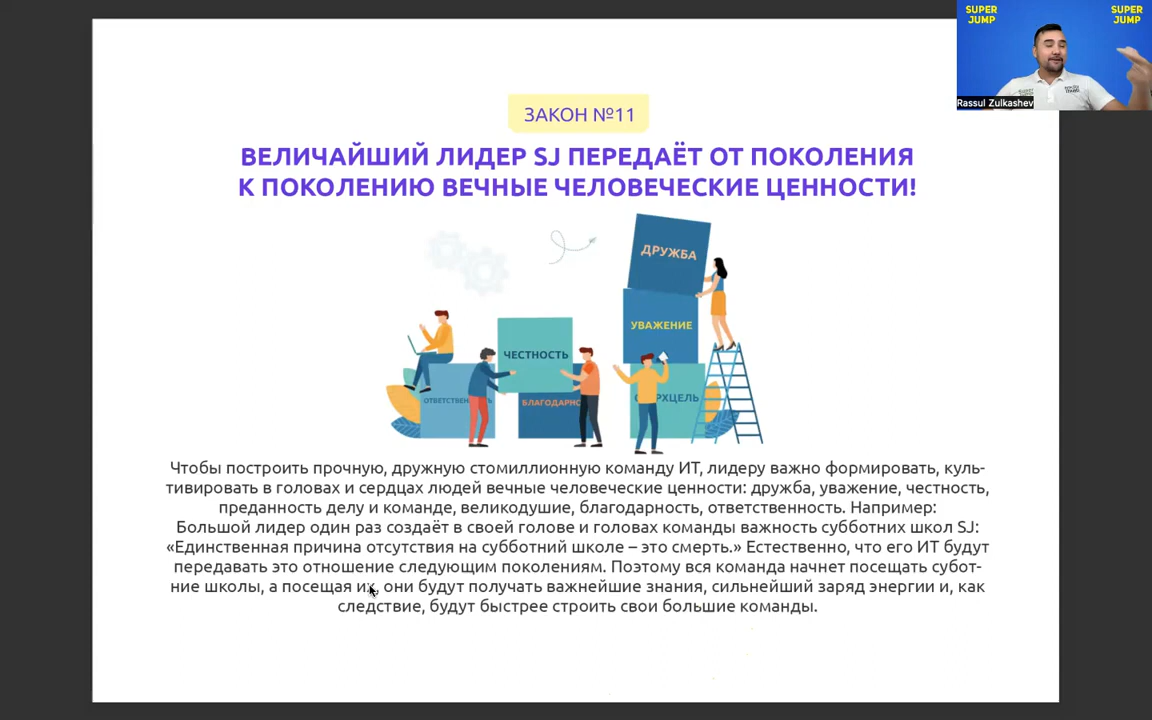 SUPER
JUMP
SUPER
JUMP
Rassul Zulkashev
ЗАКОН №11
ВЕЛИЧАЙШИЙ ЛИДЕР SJ ПЕРЕДАЁТ ОТ ПОКОЛЕНИЯ
К ПОКОЛЕНИЮ ВЕЧНЫЕ ЧЕЛОВЕЧЕСКИЕ ЦЕННОСТИ!
ДРУЖБА
УВАЖЕНИЕ
ЧЕСТНОСТЬ
Чтобы построить прочную, дружную стомиллионную команду ИТ, лидеру важно формировать, куль-
тивировать в головах и сердцах людей вечные человеческие ценности: дружба, уважение, честность,
преданность делу и команде, великодушие, благодарность, ответственность. Например:
Большой лидер один раз создаёт в своей голове и головах команды важность субботних школ SJ:
«Единственная причина отсутствия на субботний школе – это смерть.» Естественно, что его ИТ будут
передавать это отношение следующим поколениям. Поэтому вся команда начнет посещать субот-
ние школы, а посещая их, они будут получать важнейшие знания, сильнейший заряд энергии и, как
следствие, будут быстрее строить свои большие команды.